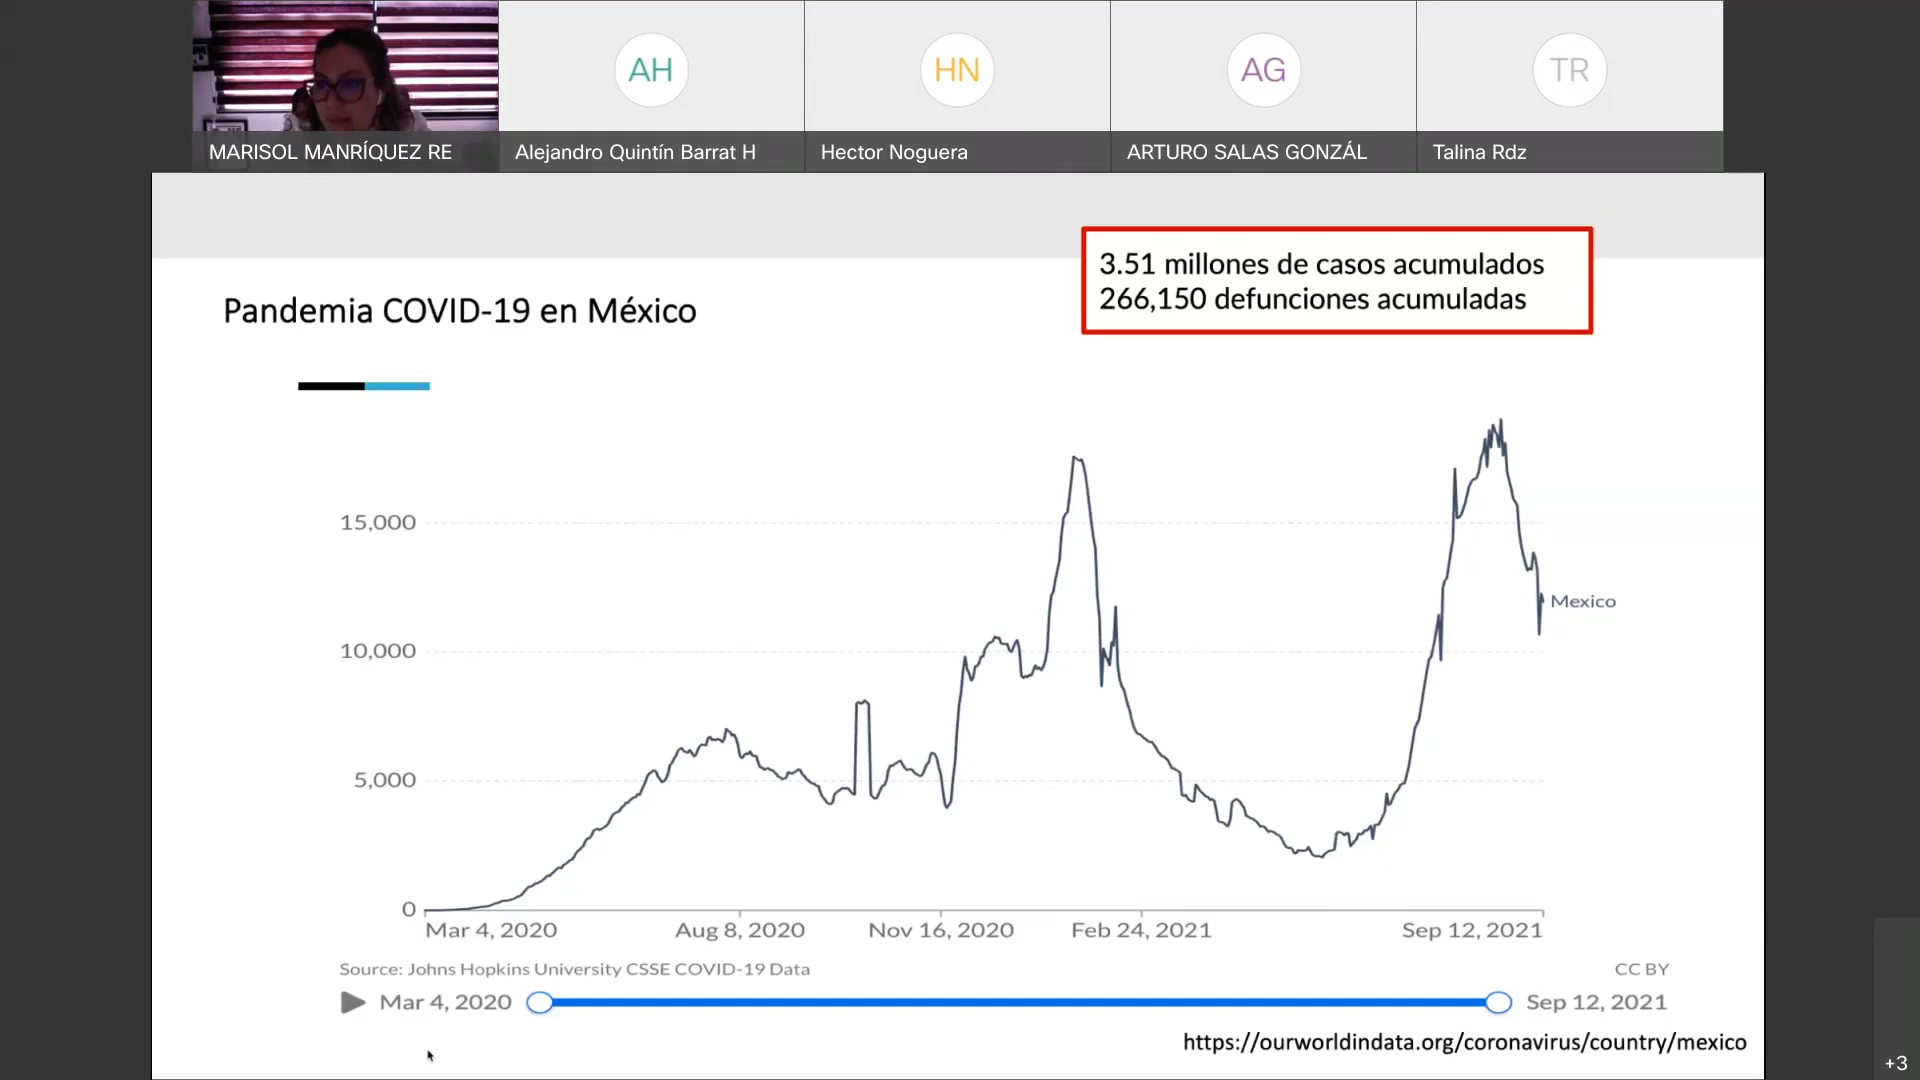 AH
HN
AG
TR
MARISOL MANRÍQUEZ RE
Alejandro Quintín Barrat H
Hector Noguera
ARTURO SALAS GONZÁL
Talina Rdz
3.51 millones de casos acumulados
266,150 defunciones acumuladas
Pandemia COVID-19 en México
15,000
10,000
5,000
0
Mexico
Mar 4, 2020
Aug 8, 2020
Nov 16, 2020
Feb 24, 2021
Sep 12, 2021
Source: Johns Hopkins University CSSE COVID-19 Data
CC BY
Mar 4, 2020
Sep 12, 2021
https://ourworldindata.org/coronavirus/country/mexico
+3